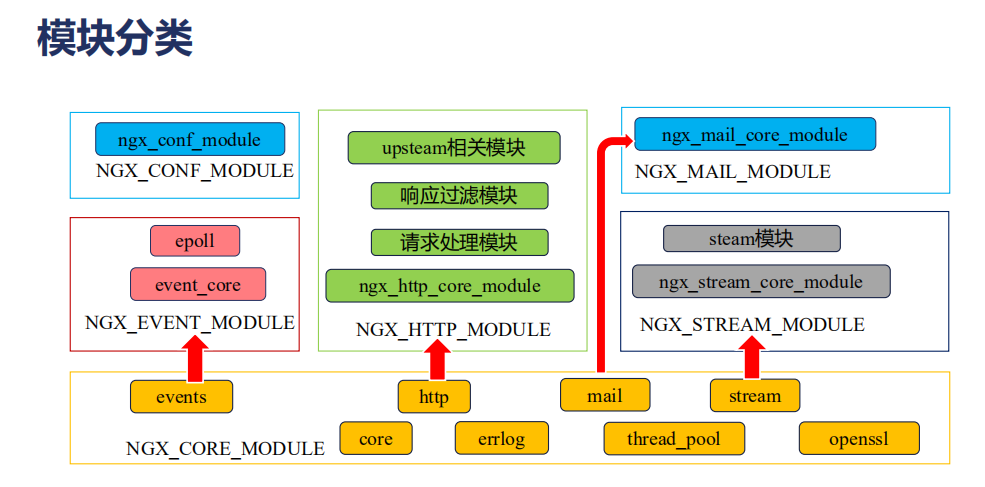 模块分类
ngx_conf_module
NGX_CONF_MODULE
epoll
event_core
NGX_EVENT_MODULE
upsteam相关模块
响应过滤模块
请求处理模块
ngx_http_core_module
NGX_HTTP_MODULE
ngx_mail_core_module
NGX_MAIL_MODULE
steam模块
ngx_stream_core_module
NGX_STREAM_MODULE
events
http
mail
stream
core
errlog
thread_pool
openssl
NGX_CORE_MODULE